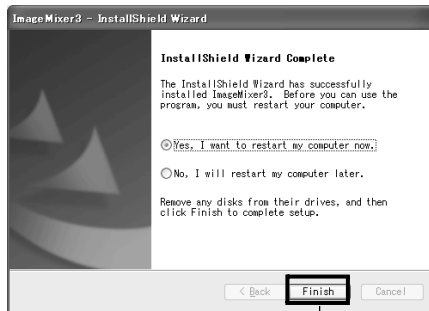 ImageMixer3 - InstallShield Wizard
InstallShield Wizard Complete
The InstallShield Wizard has successfully
installed ImageMixer3.  Before you can use the
program, you must restart your computer.
Yes, I want to restart my computer now.
No, I will restart my computer later.
Remove any disks from their drives, and then
click Finish to complete setup.
< Back
Finish
Cancel